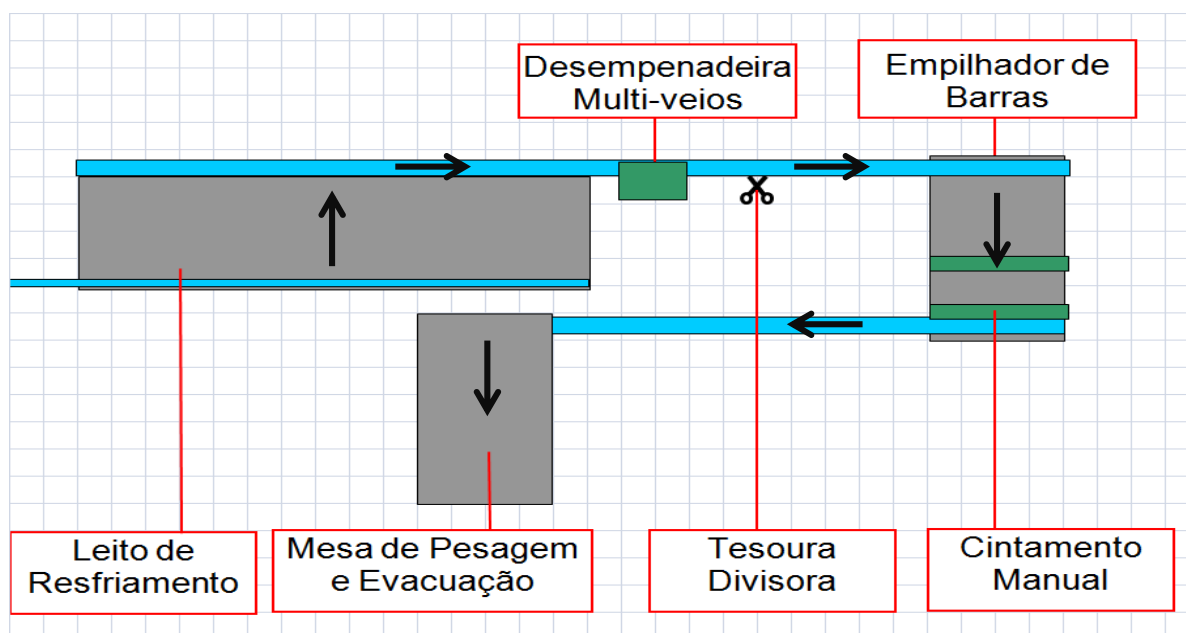 Desempenadeira
Multi-veios
Empilhador de
Barras
Leito de
Resfriamento
Mesa de Pesagem
e Evacuação
Tesoura
Divisora
Cintamento
Manual